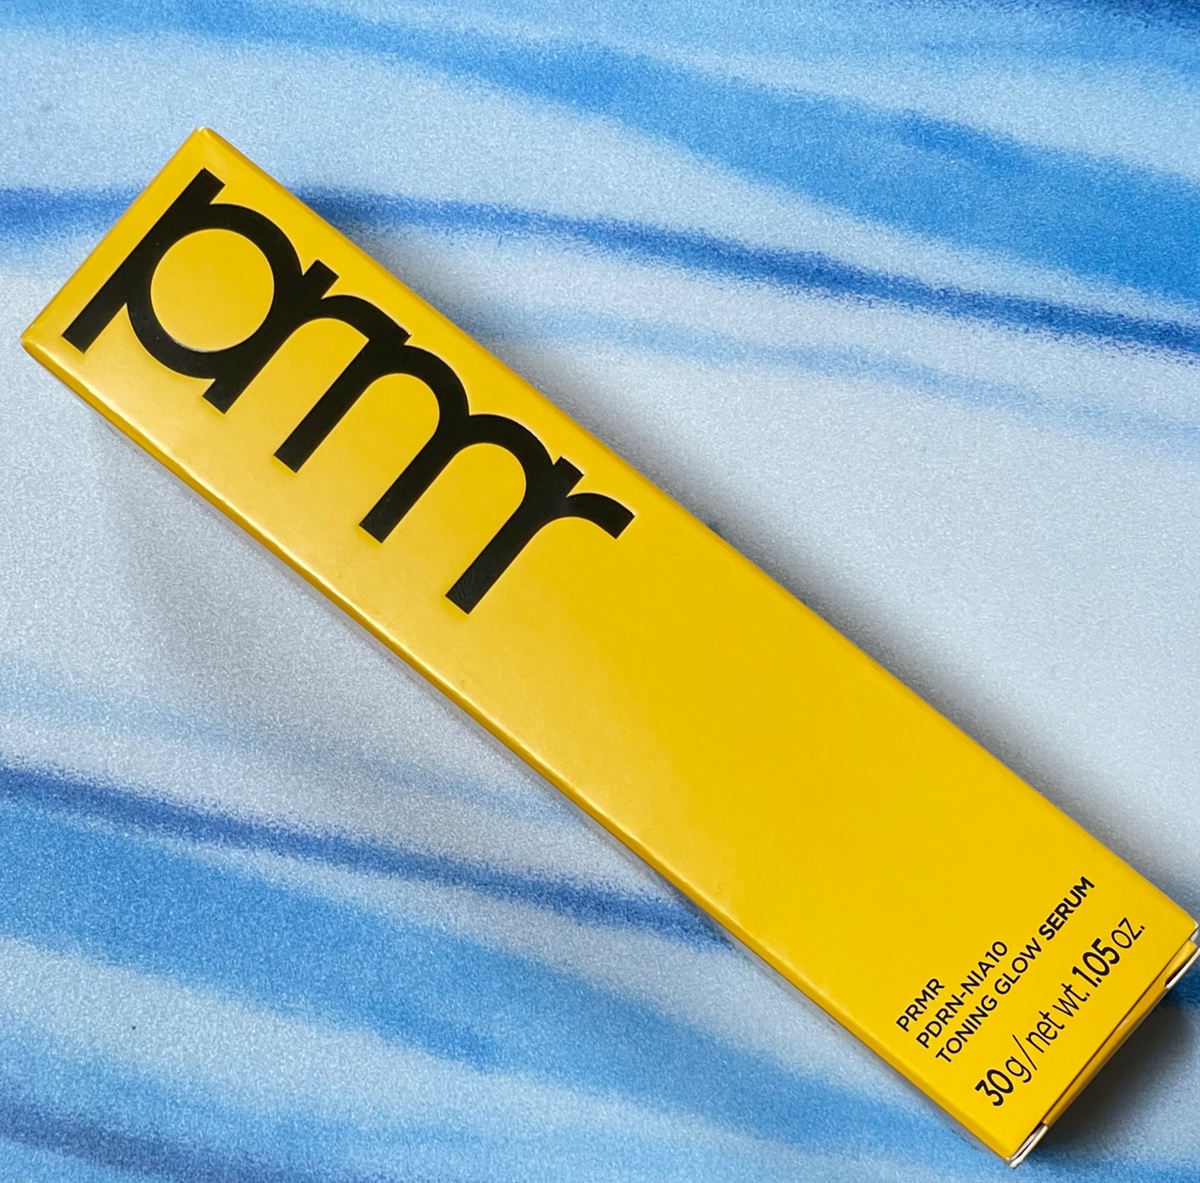 prmr
PRMR
PDRN-NIA10
TONING GLOW SERUM
30g/net wt. 1.05 oz.